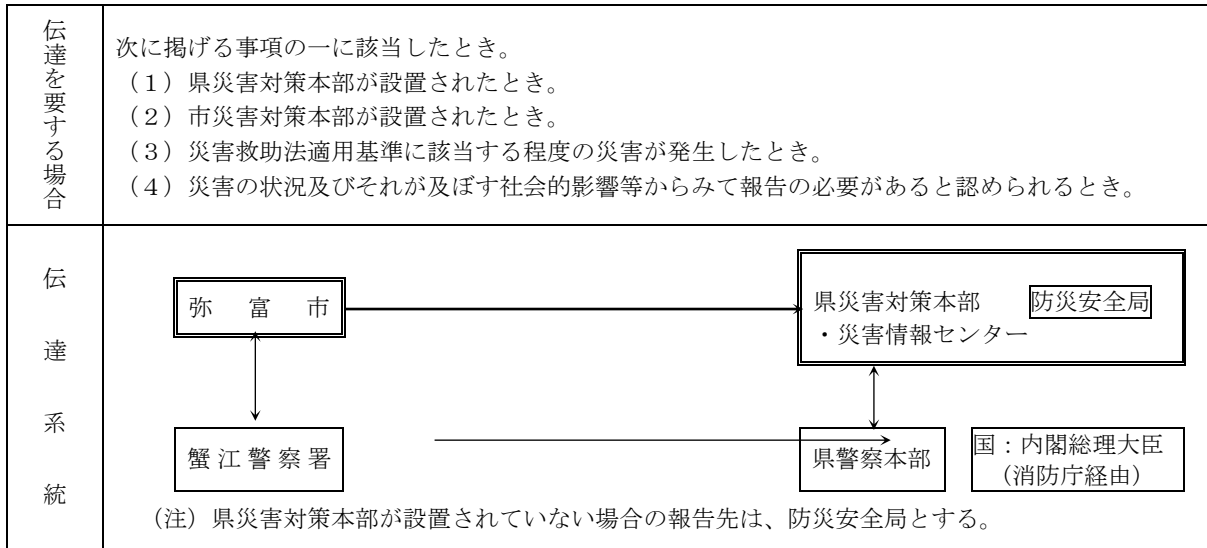 伝達を要する場合
次に掲げる事項の一に該当したとき。
（１）県災害対策本部が設置されたとき。
（２）市災害対策本部が設置されたとき。
（３）災害救助法適用基準に該当する程度の災害が発生したとき。
（４）災害の状況及びそれが及ぼす社会的影響等からみて報告の必要があると認められるとき。
伝達系統
弥　富　市
県災害対策本部　防災安全局
・災害情報センター
蟹江警察署
県警察本部
国：内閣総理大臣
（消防庁経由）
（注）県災害対策本部が設置されていない場合の報告先は、防災安全局とする。